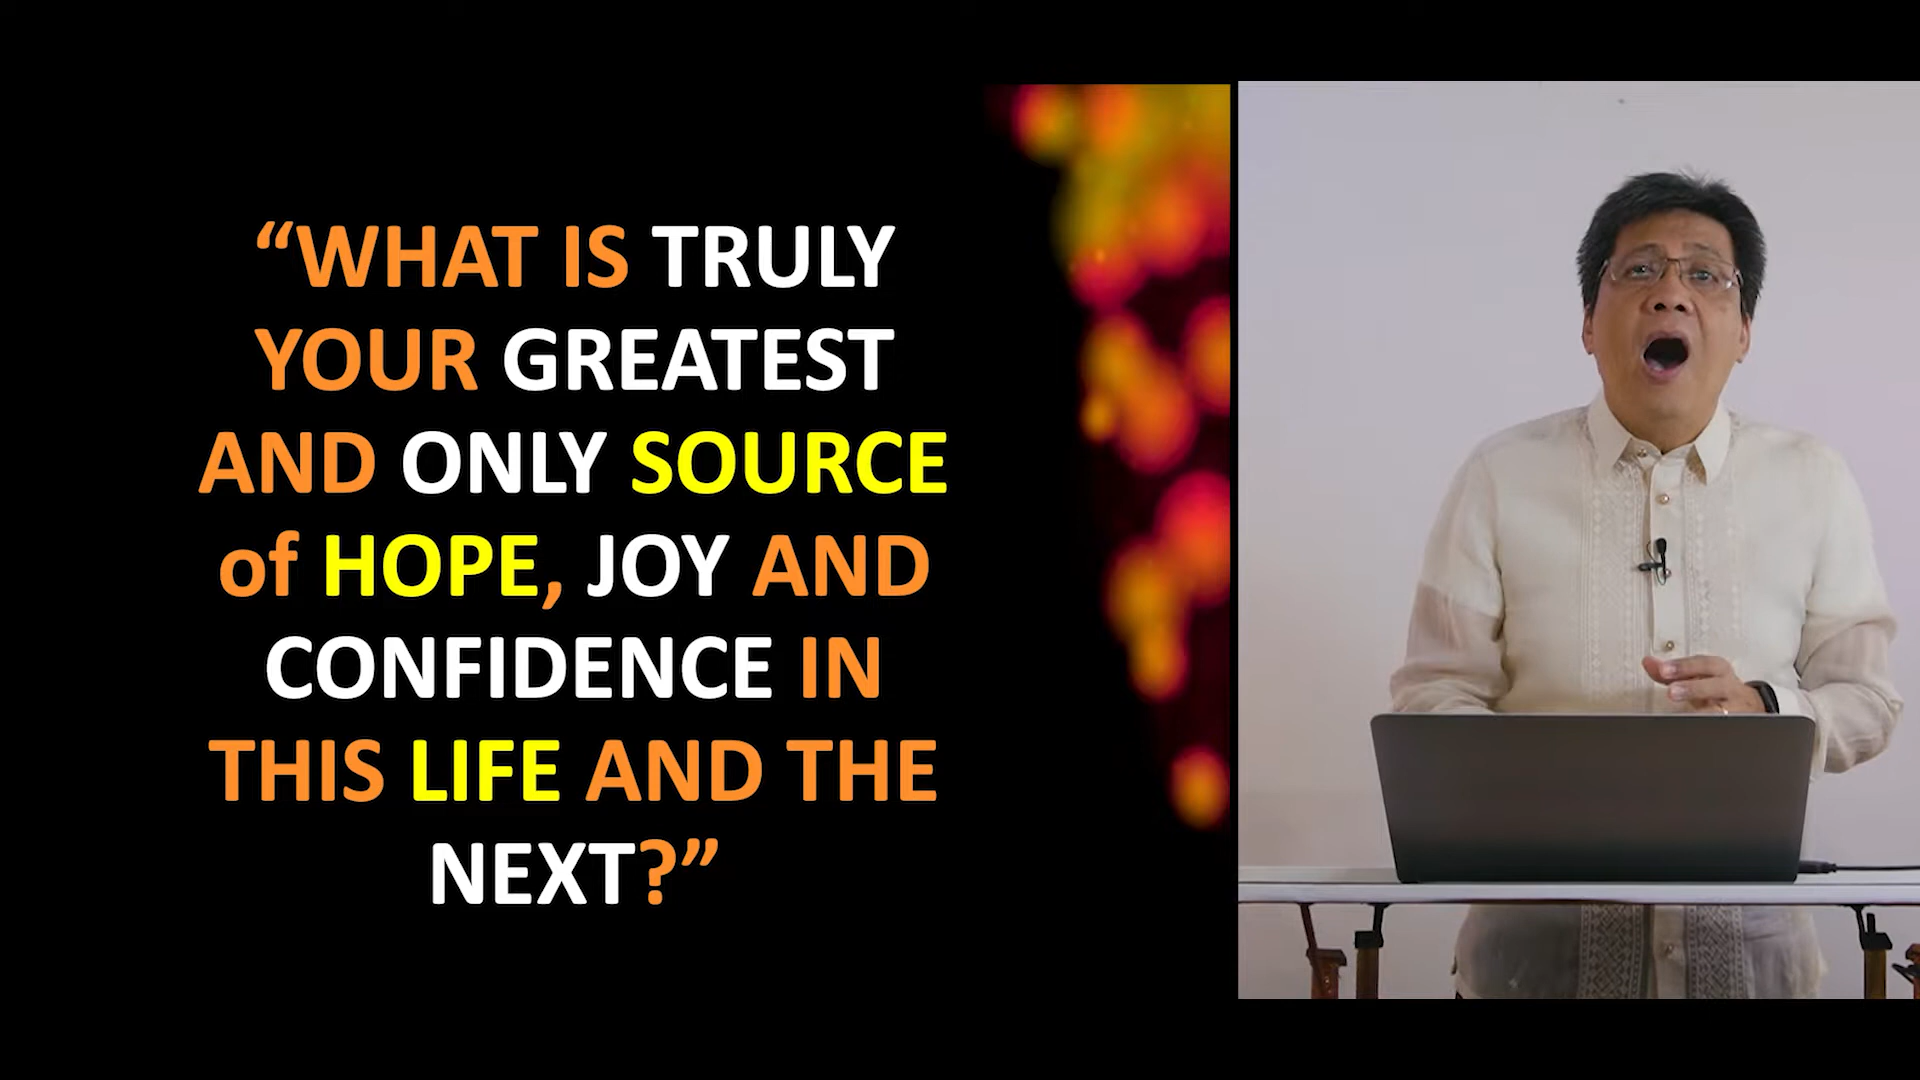 “WHAT IS TRULY
YOUR GREATEST
AND ONLY SOURCE
of HOPE, JOY AND
CONFIDENCE IN
THIS LIFE AND THE
NEXT?”